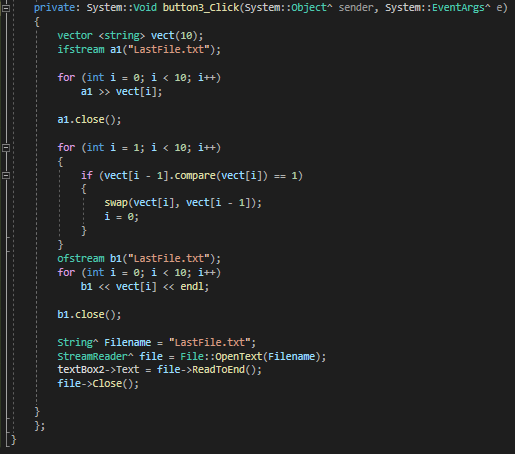 private: System::Void button3_Click(System::Object^ sender, System::EventArgs^ e)
{
vector <string> vect(10);
ifstream a1("LastFile.txt");
for (int i = 0; i < 10; i++)
a1 >> vect[i];
a1.close();
for (int i = 1; i < 10; i++)
{
if (vect[i - 1].compare(vect[i]) == 1)
{
swap(vect[i], vect[i - 1]);
i = 0;
}
}
ofstream b1("LastFile.txt");
for (int i = 0; i < 10; i++)
b1 << vect[i] << endl;
b1.close();
String^ Filename = "LastFile.txt";
StreamReader^ file = File::OpenText(Filename);
textBox2->Text = file->ReadToEnd();
file->Close();
}
};
}